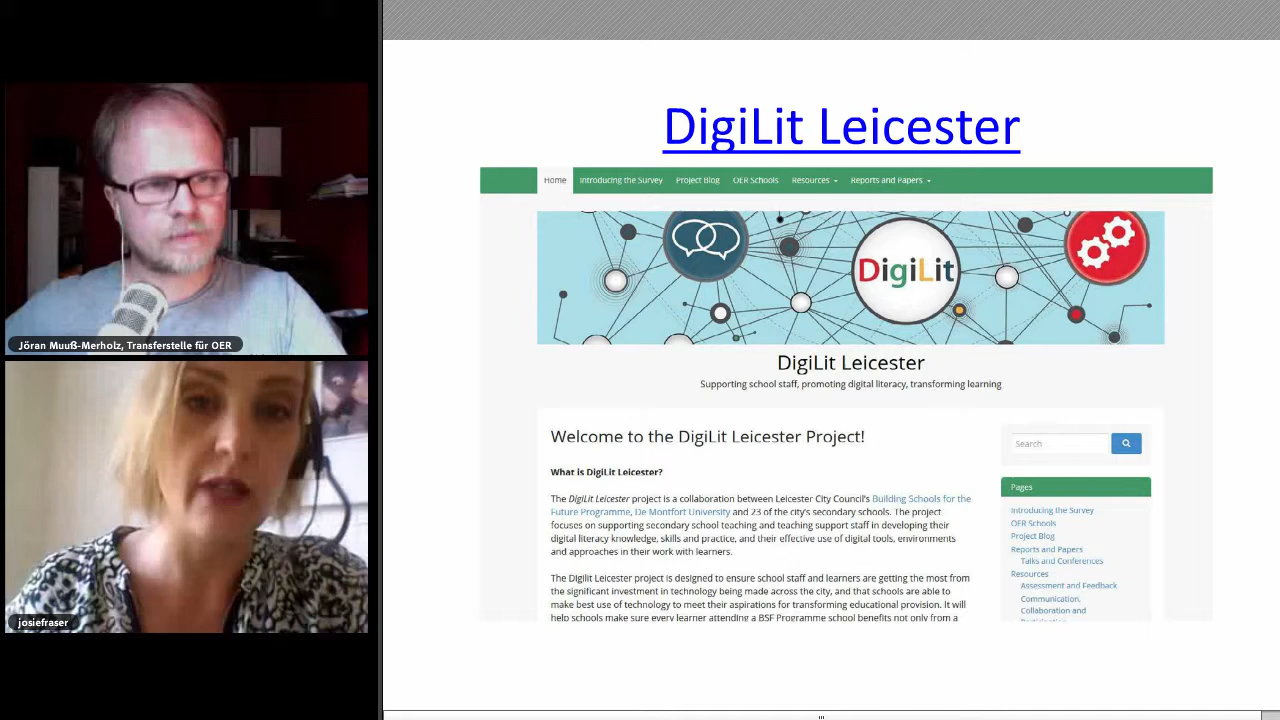 Jöran Muuß-Merholz, Transferstelle für OER
josiefraser
DigiLit Leicester
Home Introducing the Survey Project Blog OER Schools Resources Reports and Papers
DigiLit
DigiLit Leicester
Supporting school staff, promoting digital literacy, transforming learning
Welcome to the DigiLit Leicester Project!
What is DigiLit Leicester?
The DigiLit Leicester project is a collaboration between Leicester City Council's Building Schools for the
Future Programme, De Montfort University and 23 of the city's secondary schools. The project
focuses on supporting secondary school teaching and teaching support staff in developing their
digital literacy knowledge, skills and practice, and their effective use of digital tools, environments
and approaches in their work with learners.
The Digilit Leicester project is designed to ensure school staff and learners are getting the most from
the significant investment in technology being made across the city, and that schools are able to
make best use of technology to meet their aspirations for transforming educational provision. It will
help schools make sure every learner attending a BSF Programme school benefits not only from a
Search
Pages
Introducing the Survey
OER Schools
Project Blog
Reports and Papers
Talks and Conferences
Resources
Assessment and Feedback
Communication,
Collaboration and